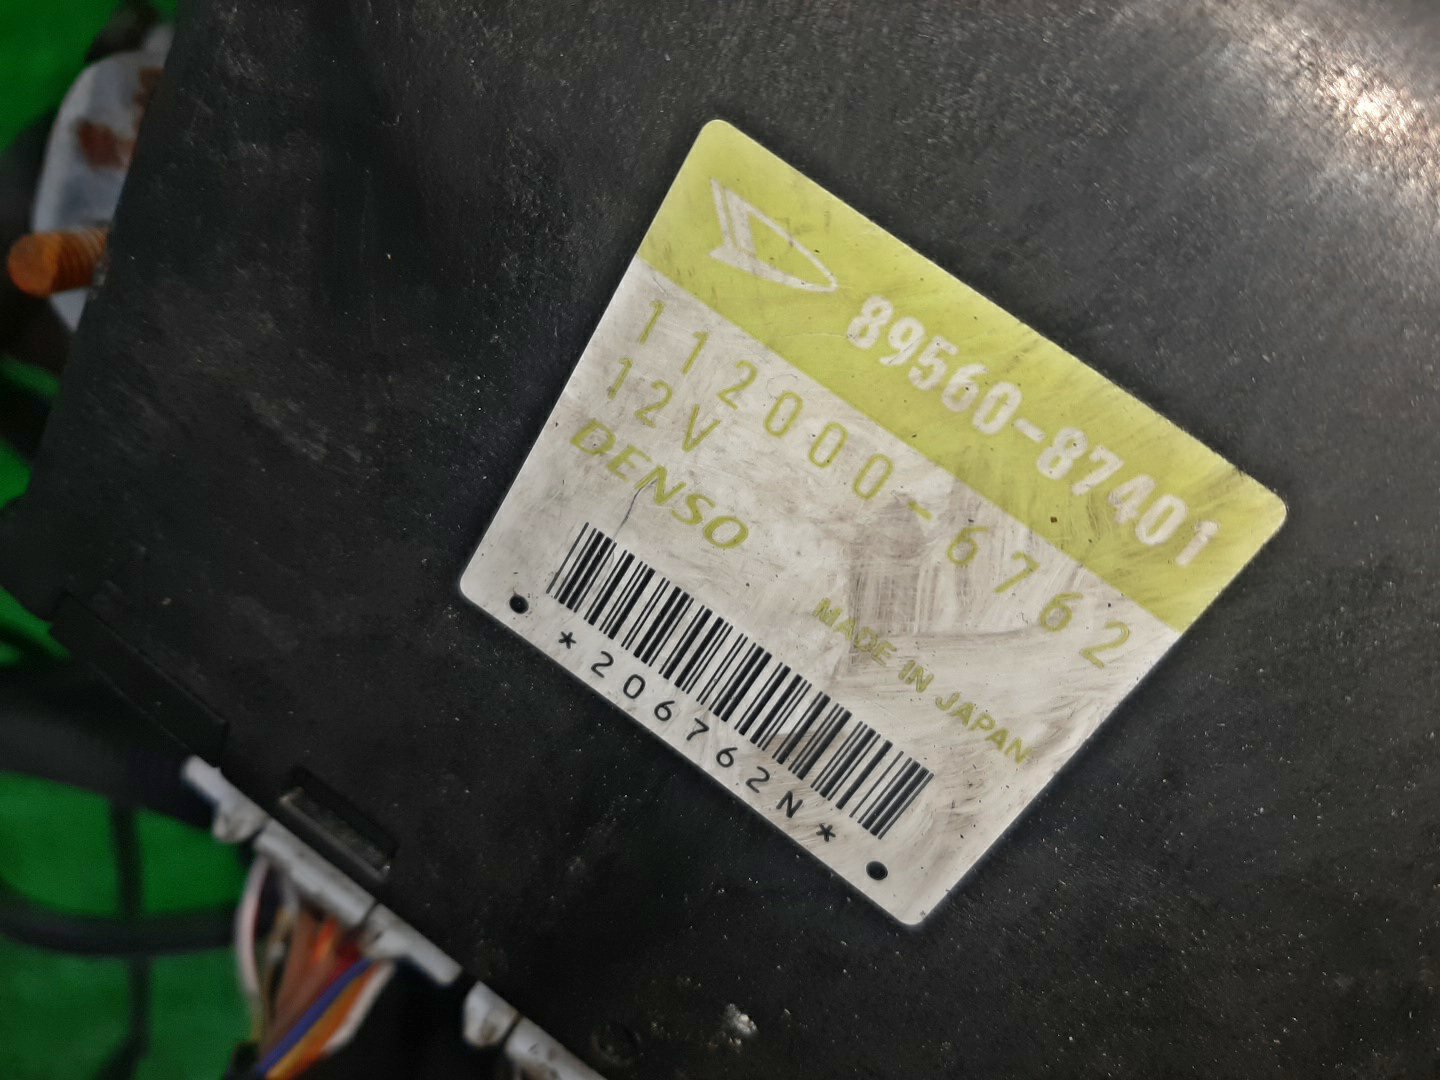 89560-87401
112000-6762
12V
DENSO
MADE IN JAPAN
*206762N*